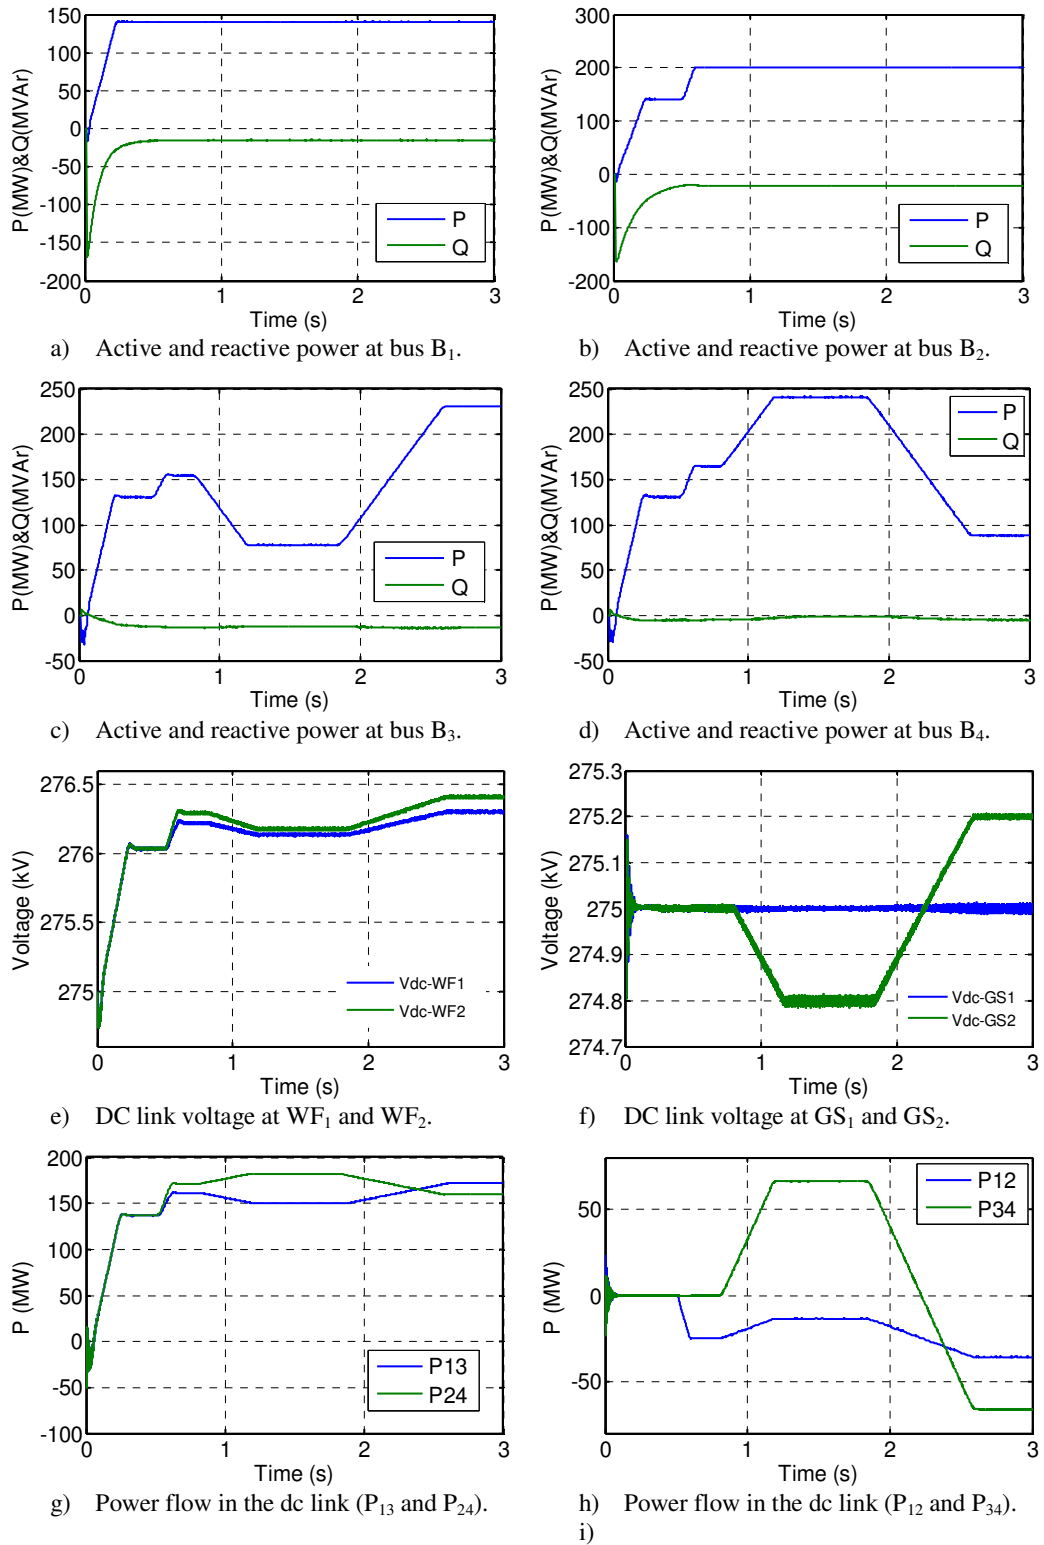 150
100
50
0
-50
-100
-150
-200
P(MW)&Q(MVAr)
P
Q
0 1 2 3
Time (s)
a) Active and reactive power at bus B₁.
300
200
100
0
-100
-200
P(MW)&Q(MVAr)
P
Q
0 1 2 3
Time (s)
b) Active and reactive power at bus B₂.
250
200
150
100
50
0
-50
P(MW)&Q(MVAr)
P
Q
0 1 2 3
Time (s)
c) Active and reactive power at bus B₃.
250
200
150
100
50
0
-50
P(MW)&Q(MVAr)
P
Q
0 1 2 3
Time (s)
d) Active and reactive power at bus B₄.
276.5
276
275.5
275
Voltage (kV)
Vdc-WF1
Vdc-WF2
0 1 2 3
Time (s)
e) DC link voltage at WF₁ and WF₂.
275.3
275.2
275.1
275
274.9
274.8
274.7
Voltage (kV)
Vdc-GS1
Vdc-GS2
0 1 2 3
Time (s)
f) DC link voltage at GS₁ and GS₂.
200
150
100
50
0
-50
-100
P (MW)
P13
P24
0 1 2 3
Time (s)
g) Power flow in the dc link (P₁₃ and P₂₄).
50
0
-50
P (MW)
P12
P34
0 1 2 3
Time (s)
h) Power flow in the dc link (P₁₂ and P₃₄).
i)